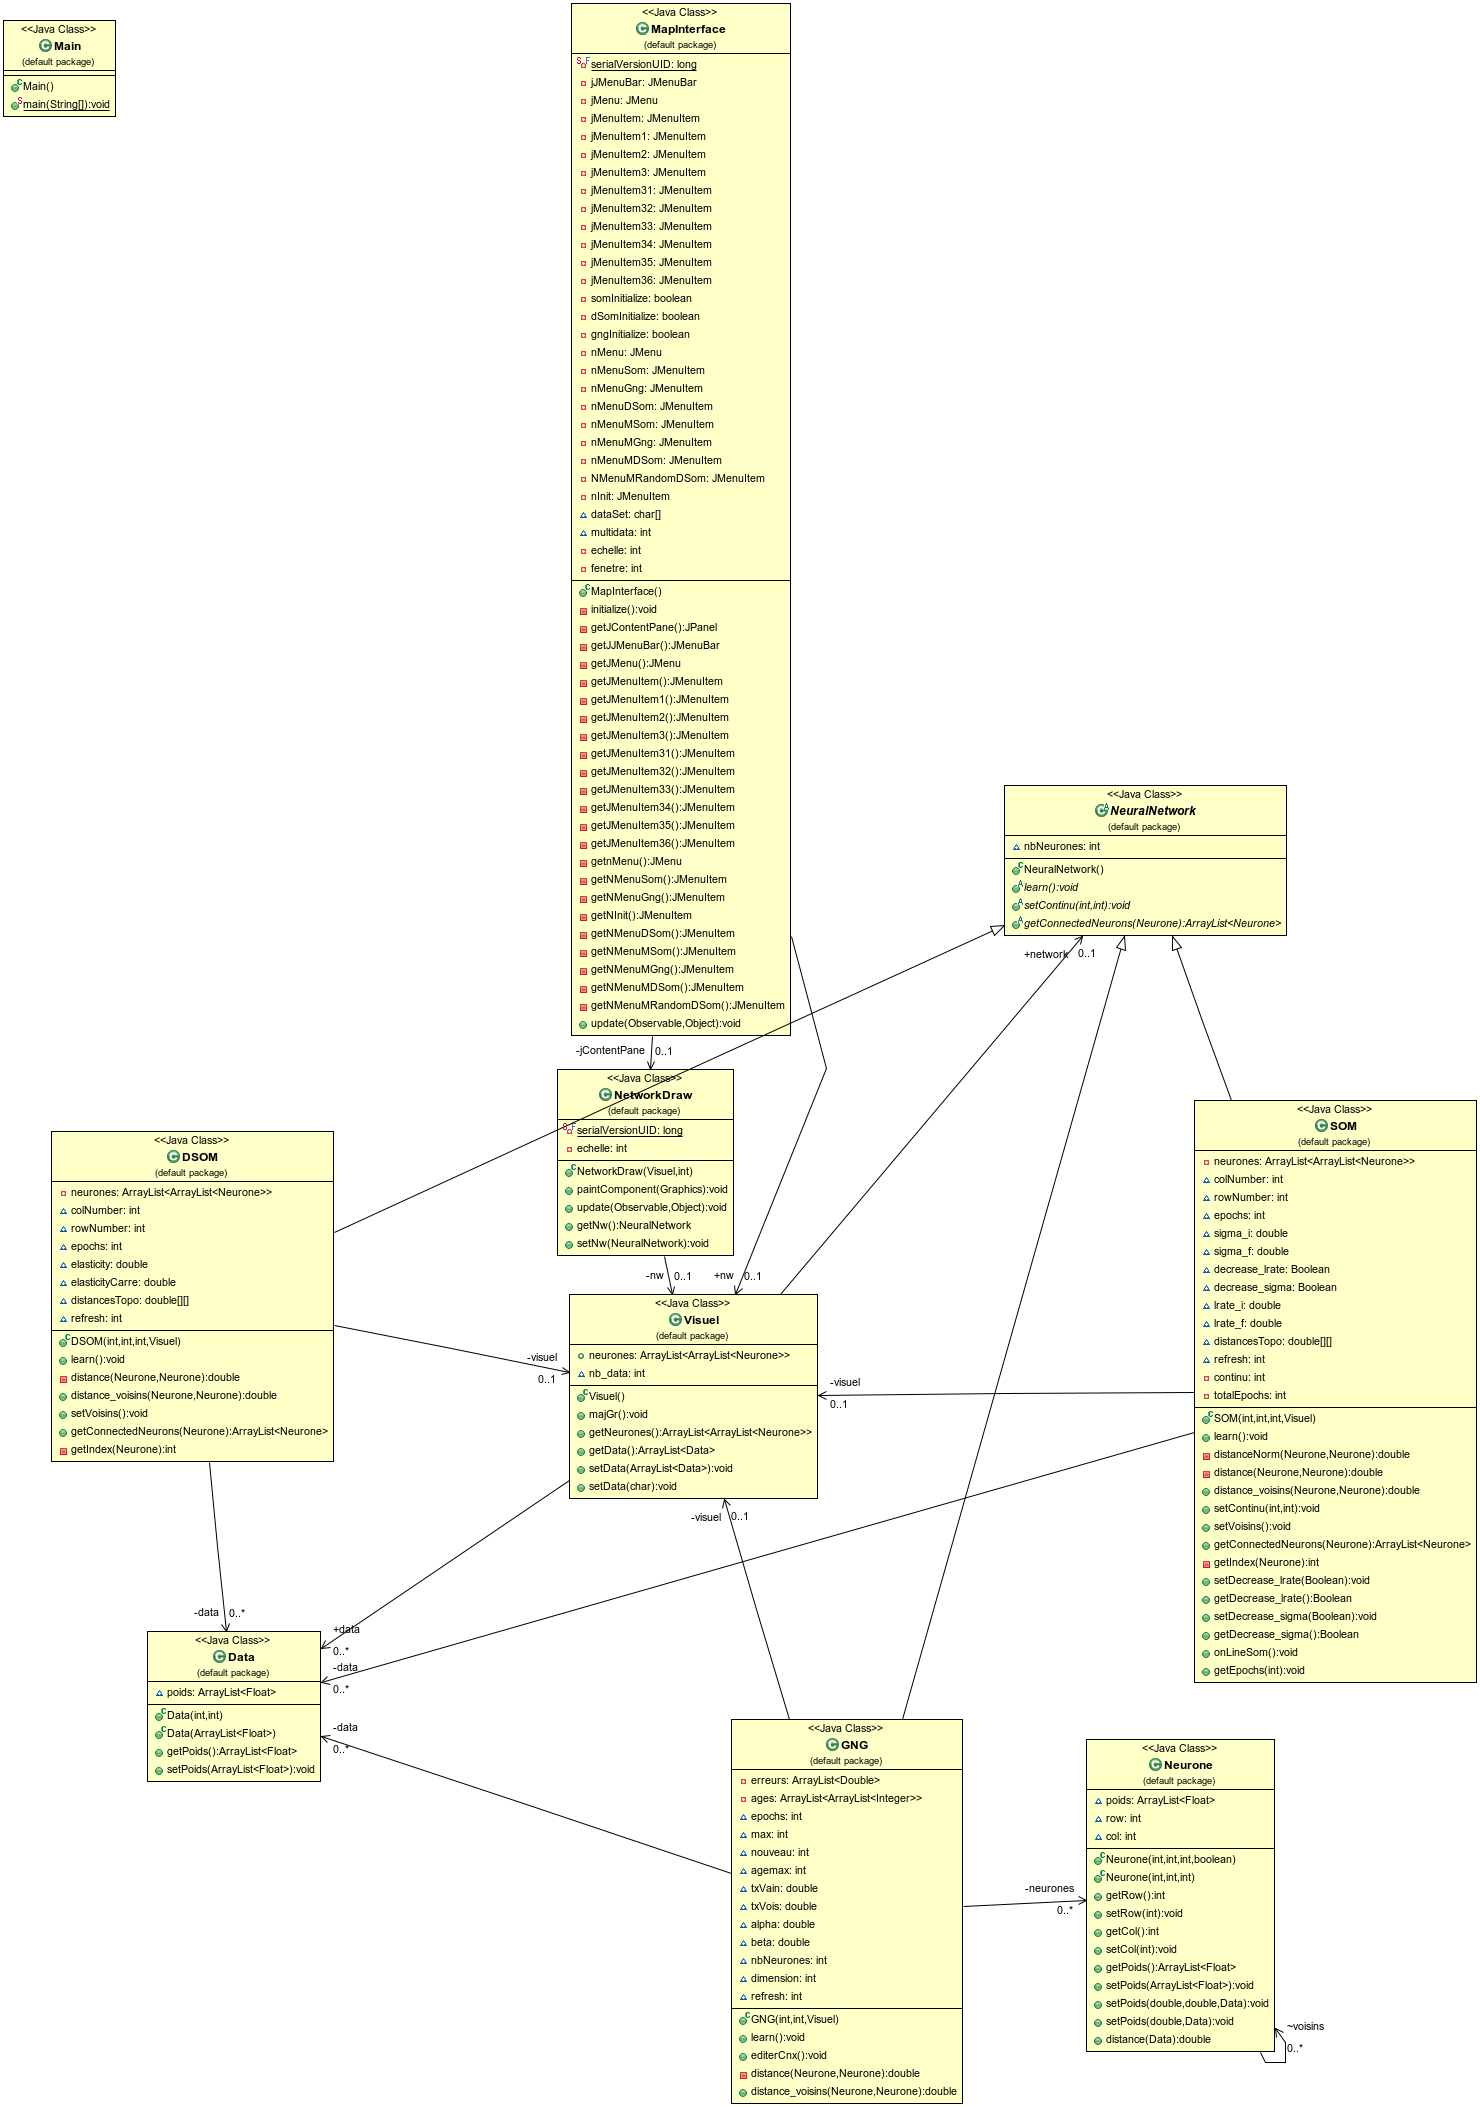 <<Java Class>>
Main
(default package)
Main()
main(String[]):void
<<Java Class>>
MapInterface
(default package)
serialVersionUID: long
jJMenuBar: JMenuBar
jMenu: JMenu
jMenuItem: JMenuItem
jMenuItem1: JMenuItem
jMenuItem2: JMenuItem
jMenuItem3: JMenuItem
jMenuItem31: JMenuItem
jMenuItem32: JMenuItem
jMenuItem33: JMenuItem
jMenuItem34: JMenuItem
jMenuItem35: JMenuItem
jMenuItem36: JMenuItem
somInitialize: boolean
dSomInitialize: boolean
gngInitialize: boolean
nMenu: JMenu
nMenuSom: JMenuItem
nMenuGng: JMenuItem
nMenuDSom: JMenuItem
nMenuMSom: JMenuItem
nMenuMGng: JMenuItem
nMenuMDSom: JMenuItem
NMenuMRandomDSom: JMenuItem
nInit: JMenuItem
dataSet: char[]
multidata: int
echelle: int
fenetre: int
MapInterface()
initialize():void
getJContentPane():JPanel
getJJMenuBar():JMenuBar
getJMenu():JMenu
getJMenuItem():JMenuItem
getJMenuItem1():JMenuItem
getJMenuItem2():JMenuItem
getJMenuItem3():JMenuItem
getJMenuItem31():JMenuItem
getJMenuItem32():JMenuItem
getJMenuItem33():JMenuItem
getJMenuItem34():JMenuItem
getJMenuItem35():JMenuItem
getJMenuItem36():JMenuItem
getnMenu():JMenu
getNMenuSom():JMenuItem
getNMenuGng():JMenuItem
getNInit():JMenuItem
getNMenuDSom():JMenuItem
getNMenuMSom():JMenuItem
getNMenuMGng():JMenuItem
getNMenuMDSom():JMenuItem
getNMenuMRandomDSom():JMenuItem
update(Observable,Object):void
<<Java Class>>
NeuralNetwork
(default package)
nbNeurones: int
NeuralNetwork()
learn():void
setContinu(int,int):void
getConnectedNeurons(Neurone):ArrayList<Neurone>
+network 0..1
-jContentPane 0..1
<<Java Class>>
NetworkDraw
(default package)
serialVersionUID: long
echelle: int
NetworkDraw(Visuel,int)
paintComponent(Graphics):void
update(Observable,Object):void
getNw():NeuralNetwork
setNw(NeuralNetwork):void
-nw 0..1
+nw 0..1
<<Java Class>>
DSOM
(default package)
neurones: ArrayList<ArrayList<Neurone>>
colNumber: int
rowNumber: int
epochs: int
elasticity: double
elasticityCarre: double
distancesTopo: double[][]
refresh: int
DSOM(int,int,int,Visuel)
learn():void
distance(Neurone,Neurone):double
distance_voisins(Neurone,Neurone):double
setVoisins():void
getConnectedNeurons(Neurone):ArrayList<Neurone>
getIndex(Neurone):int
-visuel
0..1
<<Java Class>>
Visuel
(default package)
neurones: ArrayList<ArrayList<Neurone>>
nb_data: int
Visuel()
majGr():void
getNeurones():ArrayList<ArrayList<Neurone>>
getData():ArrayList<Data>
setData(ArrayList<Data>):void
setData(char):void
-visuel
0..1
-visuel 0..1
<<Java Class>>
SOM
(default package)
neurones: ArrayList<ArrayList<Neurone>>
colNumber: int
rowNumber: int
epochs: int
sigma_i: double
sigma_f: double
decrease_lrate: Boolean
decrease_sigma: Boolean
lrate_i: double
lrate_f: double
distancesTopo: double[][]
refresh: int
continu: int
totalEpochs: int
SOM(int,int,int,Visuel)
learn():void
distanceNorm(Neurone,Neurone):double
distance(Neurone,Neurone):double
distance_voisins(Neurone,Neurone):double
setContinu(int,int):void
setVoisins():void
getConnectedNeurons(Neurone):ArrayList<Neurone>
getIndex(Neurone):int
setDecrease_lrate(Boolean):void
getDecrease_lrate():Boolean
setDecrease_sigma(Boolean):void
getDecrease_sigma():Boolean
onLineSom():void
getEpochs(int):void
-data 0..*
+data
0..*
-data
0..*
-data
0..*
<<Java Class>>
Data
(default package)
poids: ArrayList<Float>
Data(int,int)
Data(ArrayList<Float>)
getPoids():ArrayList<Float>
setPoids(ArrayList<Float>):void
<<Java Class>>
GNG
(default package)
erreurs: ArrayList<Double>
ages: ArrayList<ArrayList<Integer>>
epochs: int
max: int
nouveau: int
agemax: int
txVain: double
txVois: double
alpha: double
beta: double
nbNeurones: int
dimension: int
refresh: int
GNG(int,int,Visuel)
learn():void
editerCnx():void
distance(Neurone,Neurone):double
distance_voisins(Neurone,Neurone):double
-neurones
0..*
<<Java Class>>
Neurone
(default package)
poids: ArrayList<Float>
row: int
col: int
Neurone(int,int,int,boolean)
Neurone(int,int,int)
getRow():int
setRow(int):void
getCol():int
setCol(int):void
getPoids():ArrayList<Float>
setPoids(ArrayList<Float>):void
setPoids(double,double,Data):void
setPoids(double,Data):void
distance(Data):double
~voisins
0..*